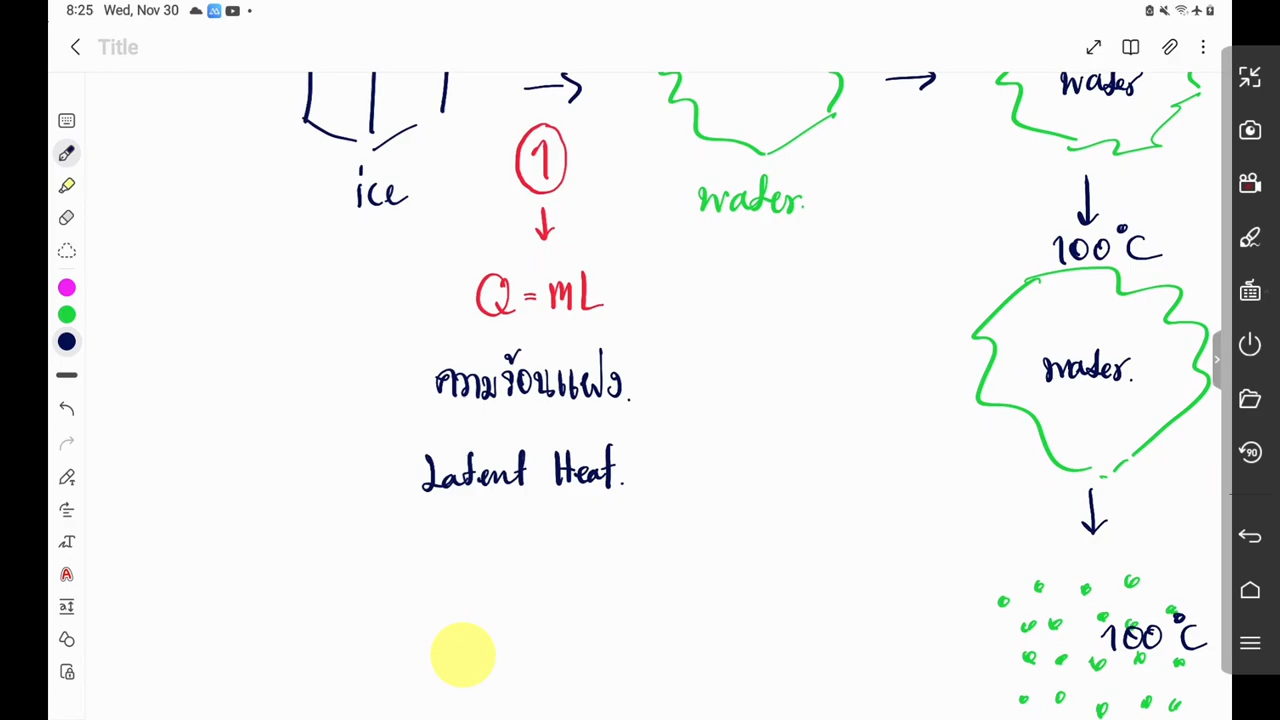 8:25 Wed, Nov 30
Title
water
ice
1
water.
100°C
Q = mL
ความร้อนแฝง.
water.
Latent Heat.
100°C